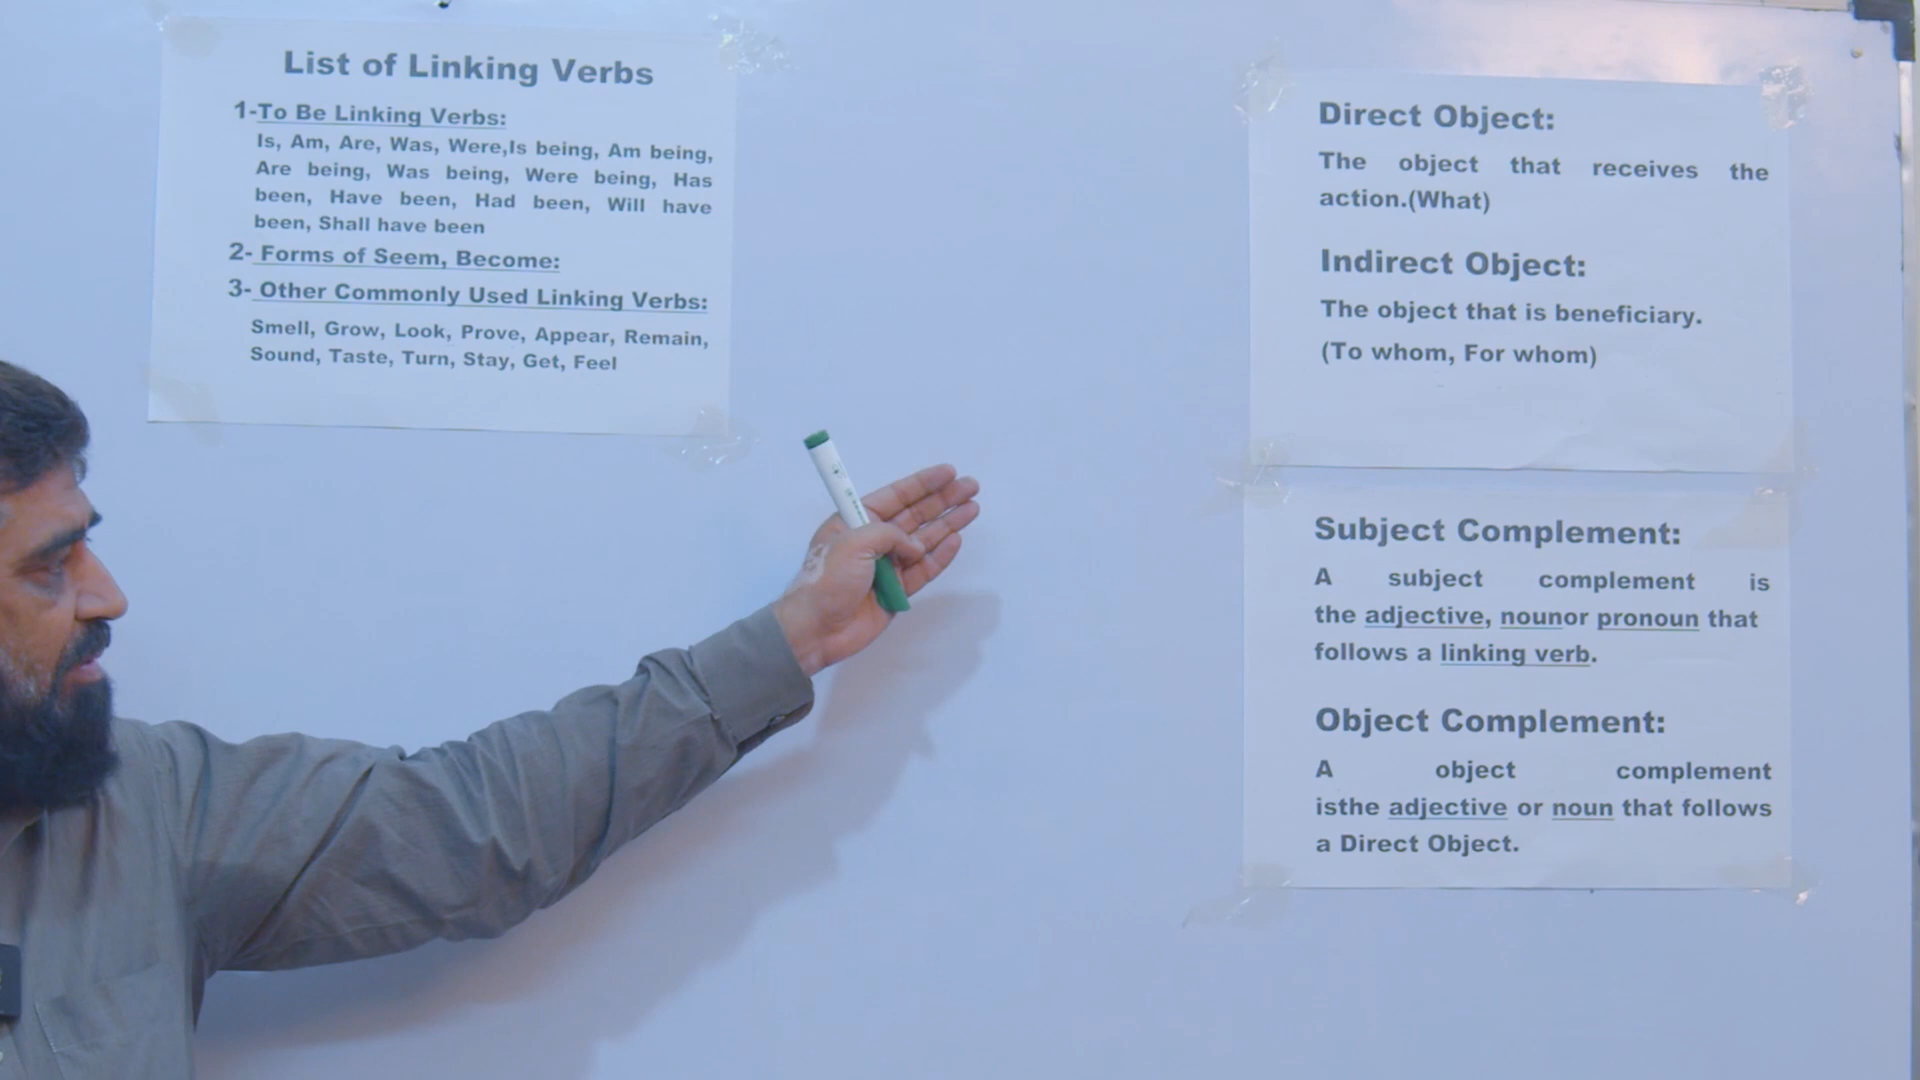 List of Linking Verbs
1-To Be Linking Verbs:
Is, Am, Are, Was, Were,Is being, Am being,
Are being, Was being, Were being, Has
been, Have been, Had been, Will have
been, Shall have been
2- Forms of Seem, Become:
3- Other Commonly Used Linking Verbs:
Smell, Grow, Look, Prove, Appear, Remain,
Sound, Taste, Turn, Stay, Get, Feel
Direct Object:
The object that receives the
action.(What)
Indirect Object:
The object that is beneficiary.
(To whom, For whom)
Subject Complement:
A subject complement is
the adjective, nounor pronoun that
follows a linking verb.
Object Complement:
A object complement
isthe adjective or noun that follows
a Direct Object.